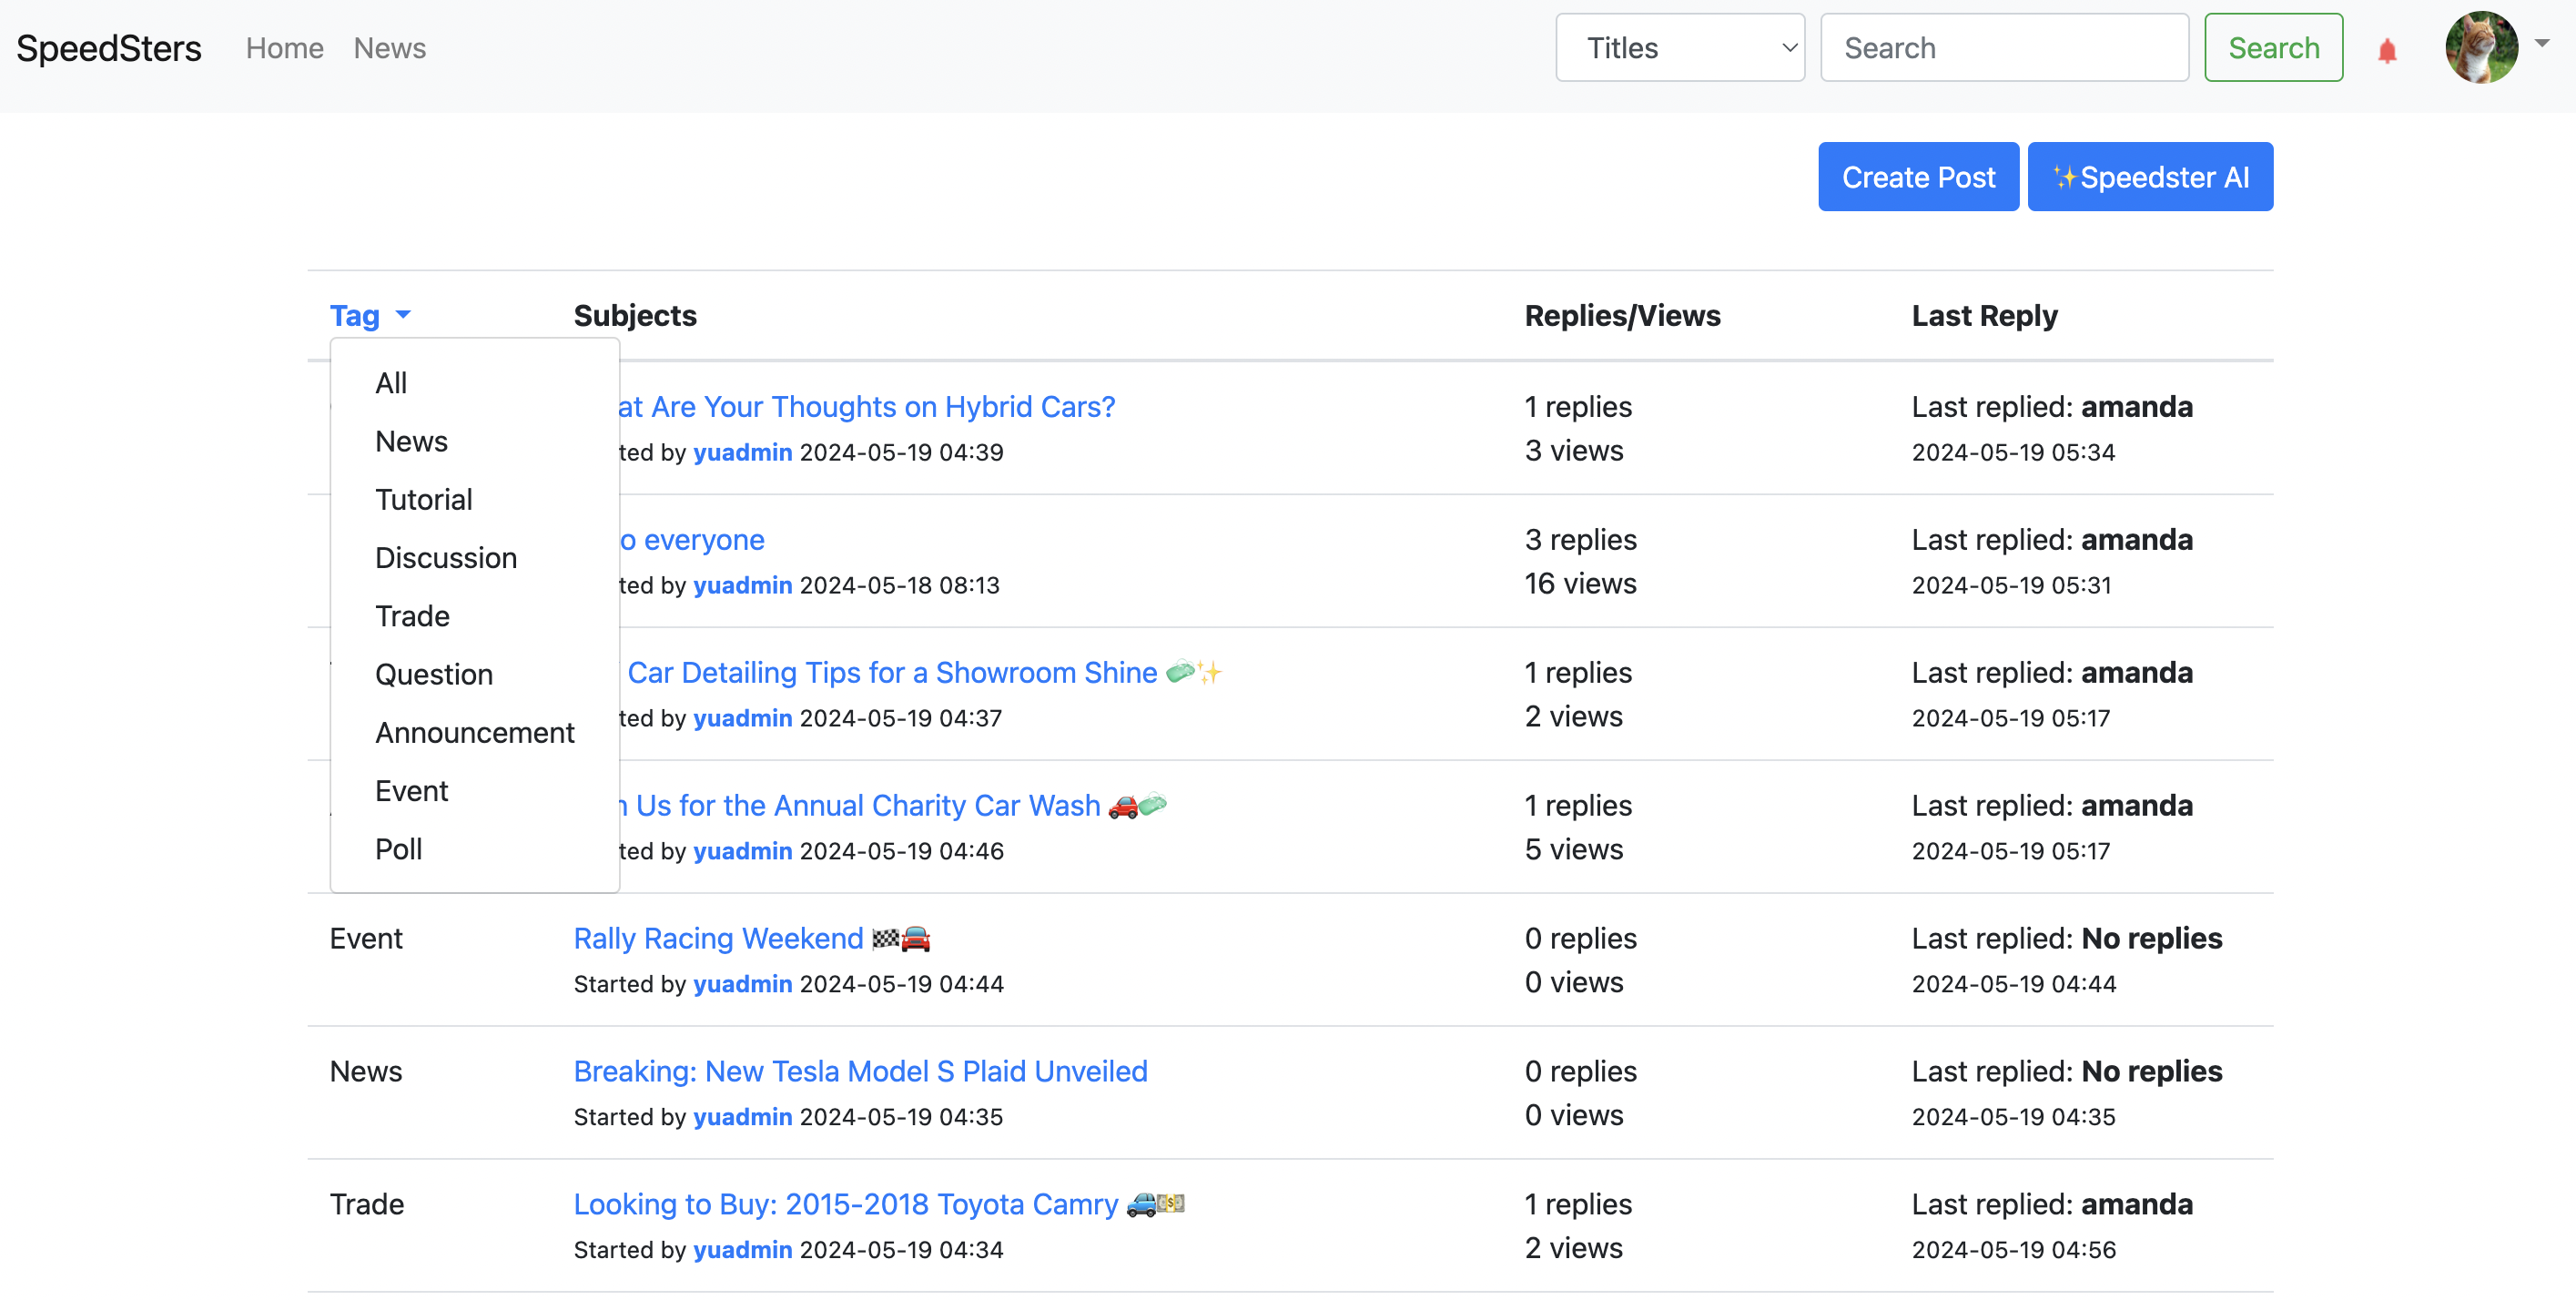 SpeedSters Home News Titles Search Search
Create Post ✨Speedster AI
Tag Subjects Replies/Views Last Reply
All
News
Tutorial
Discussion
Trade
Question
Announcement
Event
Poll
Are Your Thoughts on Hybrid Cars? 1 replies Last replied: amanda
by yuadmin 2024-05-19 04:39 3 views 2024-05-19 05:34
everyone 3 replies Last replied: amanda
by yuadmin 2024-05-18 08:13 16 views 2024-05-19 05:31
Car Detailing Tips for a Showroom Shine 🧼✨ 1 replies Last replied: amanda
by yuadmin 2024-05-19 04:37 2 views 2024-05-19 05:17
Us for the Annual Charity Car Wash 🚗🧼 1 replies Last replied: amanda
by yuadmin 2024-05-19 04:46 5 views 2024-05-19 05:17
Event Rally Racing Weekend 🏁🚘 0 replies Last replied: No replies
Started by yuadmin 2024-05-19 04:44 0 views 2024-05-19 04:44
News Breaking: New Tesla Model S Plaid Unveiled 0 replies Last replied: No replies
Started by yuadmin 2024-05-19 04:35 0 views 2024-05-19 04:35
Trade Looking to Buy: 2015-2018 Toyota Camry 🚙💵 1 replies Last replied: amanda
Started by yuadmin 2024-05-19 04:34 2 views 2024-05-19 04:56